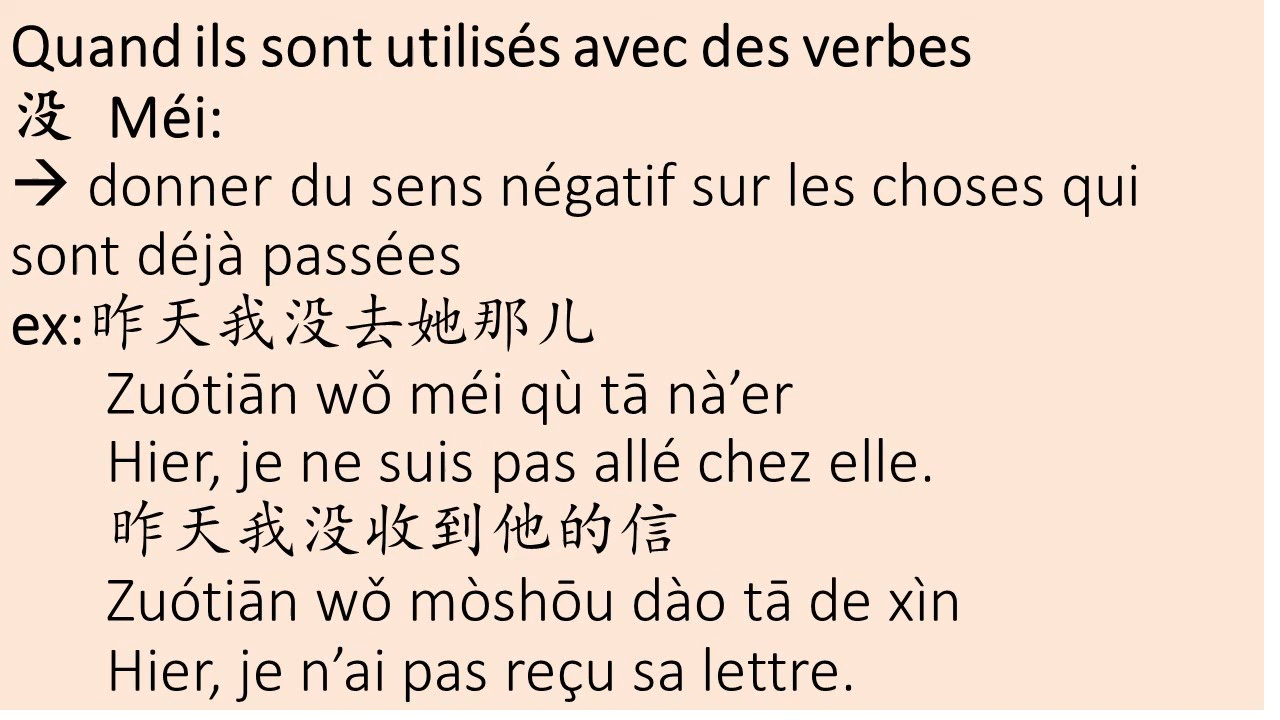 Quand ils sont utilisés avec des verbes
没 Méi:
→ donner du sens négatif sur les choses qui
sont déjà passées
ex:昨天我没去她那儿
Zuótiān wǒ méi qù tā nà’er
Hier, je ne suis pas allé chez elle.
昨天我没收到他的信
Zuótiān wǒ mòshōu dào tā de xìn
Hier, je n’ai pas reçu sa lettre.